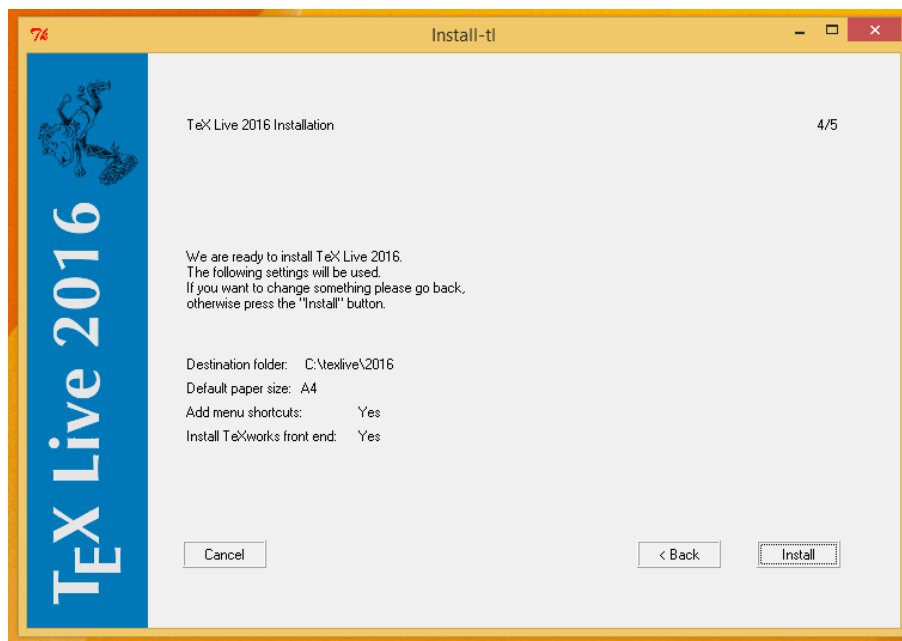 Install-tl
TeX Live 2016
TeX Live 2016 Installation 4/5
We are ready to install TeX Live 2016.
The following settings will be used.
If you want to change something please go back,
otherwise press the "Install" button.
Destination folder: C:\texlive\2016
Default paper size: A4
Add menu shortcuts: Yes
Install TeXworks front end: Yes
Cancel < Back Install